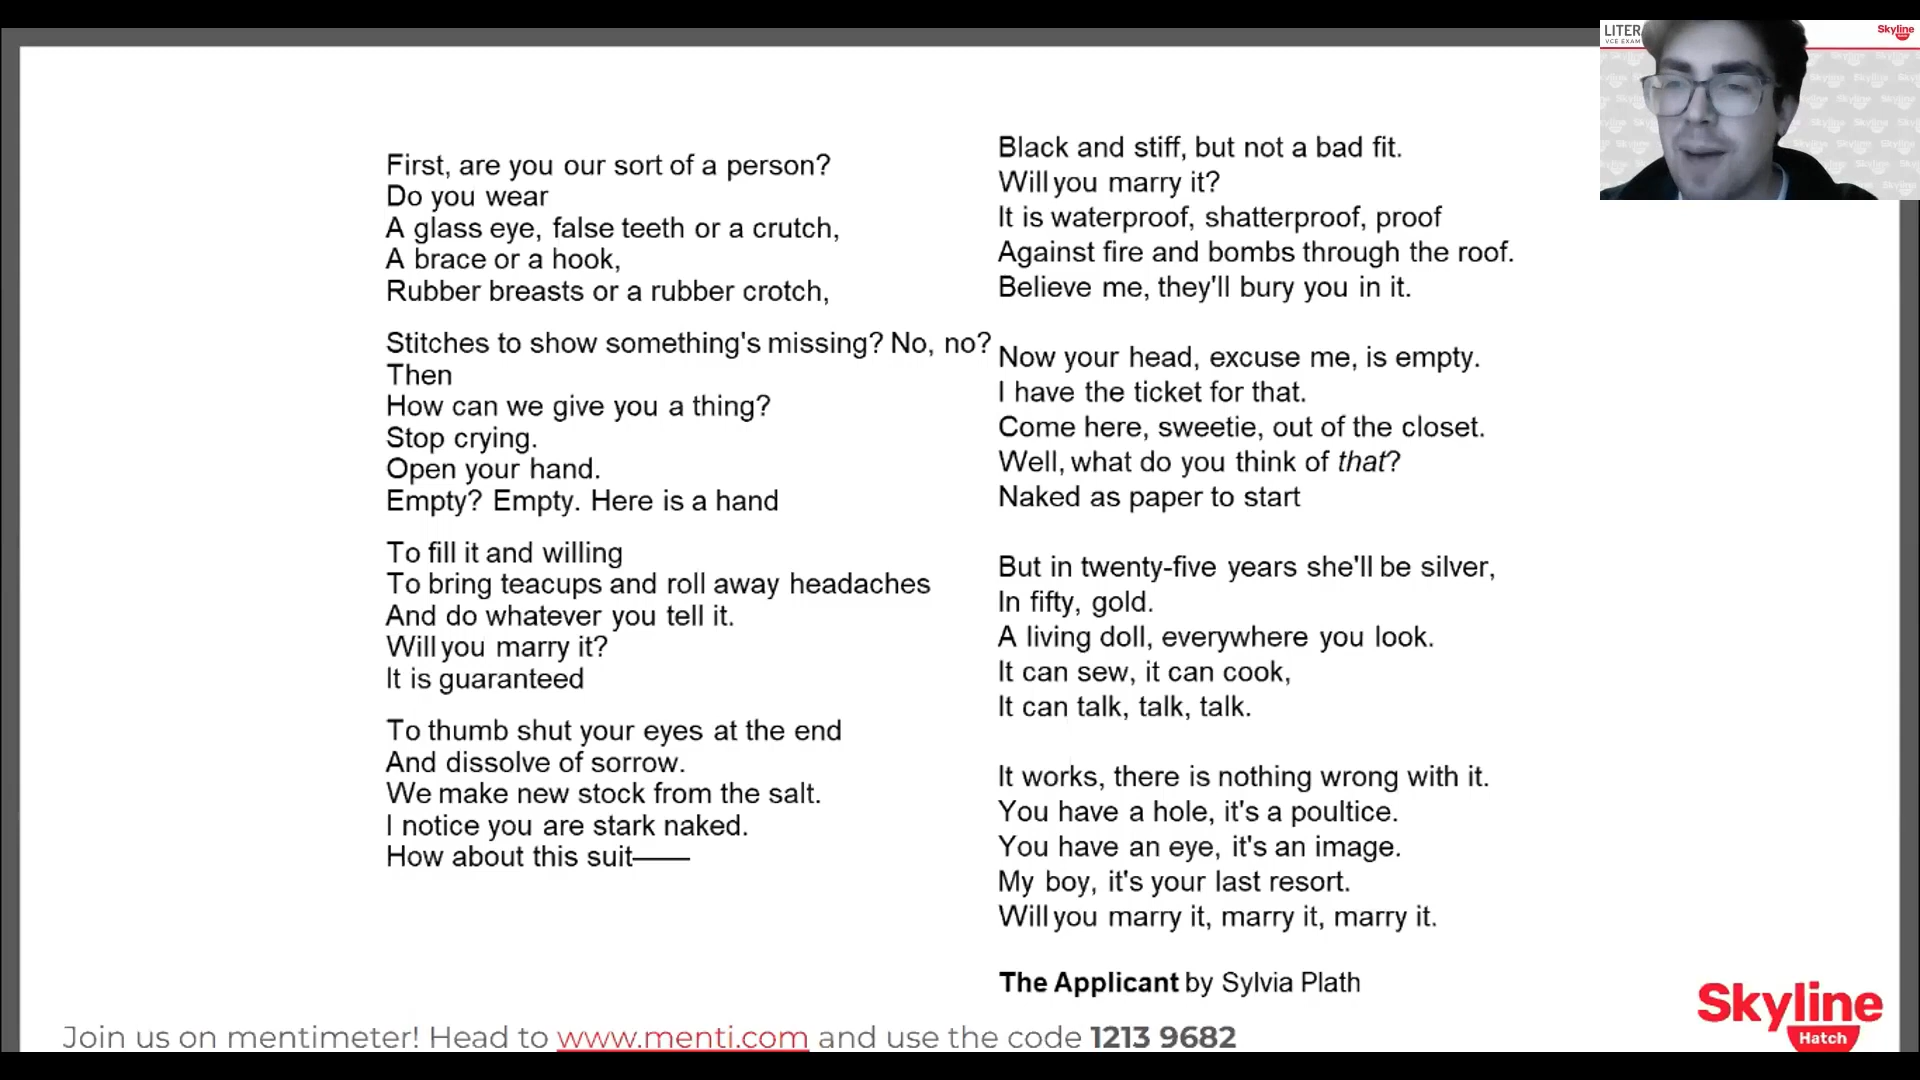 First, are you our sort of a person?
Do you wear
A glass eye, false teeth or a crutch,
A brace or a hook,
Rubber breasts or a rubber crotch,
Stitches to show something's missing? No, no?
Then
How can we give you a thing?
Stop crying.
Open your hand.
Empty? Empty. Here is a hand
To fill it and willing
To bring teacups and roll away headaches
And do whatever you tell it.
Will you marry it?
It is guaranteed
To thumb shut your eyes at the end
And dissolve of sorrow.
We make new stock from the salt.
I notice you are stark naked.
How about this suit——
Black and stiff, but not a bad fit.
Will you marry it?
It is waterproof, shatterproof, proof
Against fire and bombs through the roof.
Believe me, they'll bury you in it.
Now your head, excuse me, is empty.
I have the ticket for that.
Come here, sweetie, out of the closet.
Well, what do you think of that?
Naked as paper to start
But in twenty-five years she'll be silver,
In fifty, gold.
A living doll, everywhere you look.
It can sew, it can cook,
It can talk, talk, talk.
It works, there is nothing wrong with it.
You have a hole, it's a poultice.
You have an eye, it's an image.
My boy, it's your last resort.
Will you marry it, marry it, marry it.
The Applicant by Sylvia Plath
Join us on mentimeter! Head to www.menti.com and use the code 1213 9682
Skyline
Hatch
LITER
VCE EXAM
Skyline